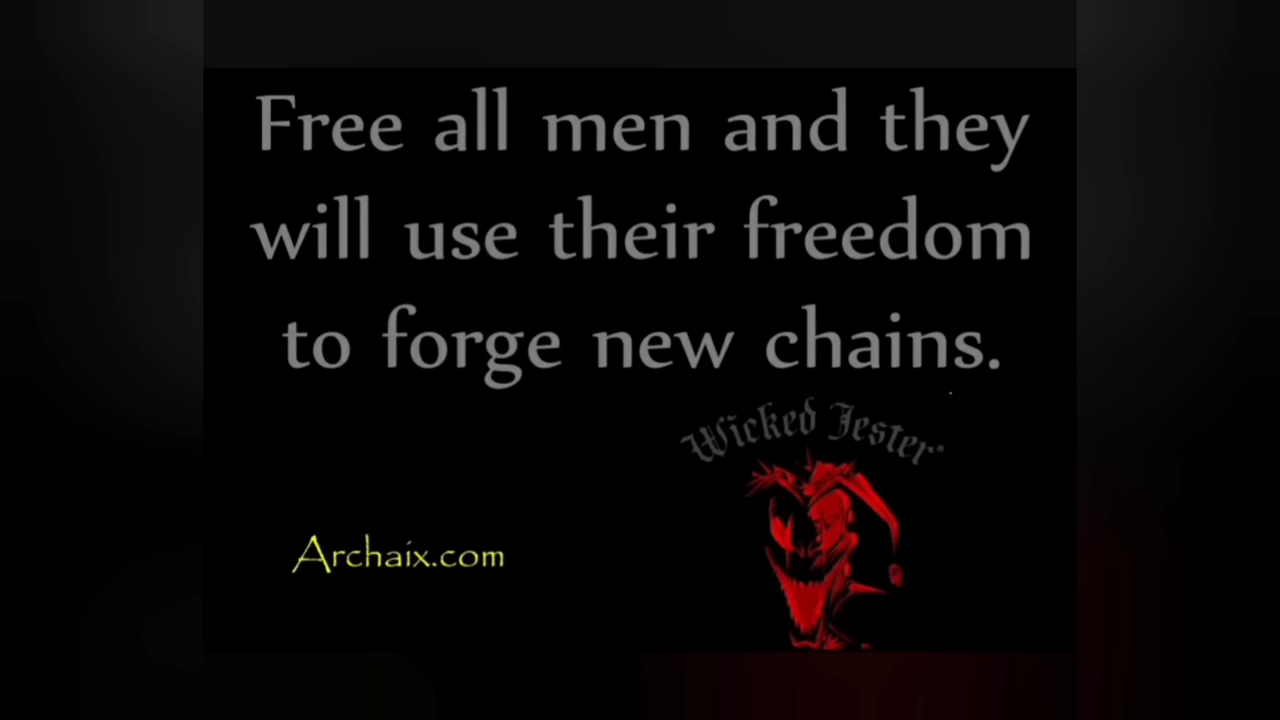 Free all men and they
will use their freedom
to forge new chains.
Wicked Jester
Archaix.com